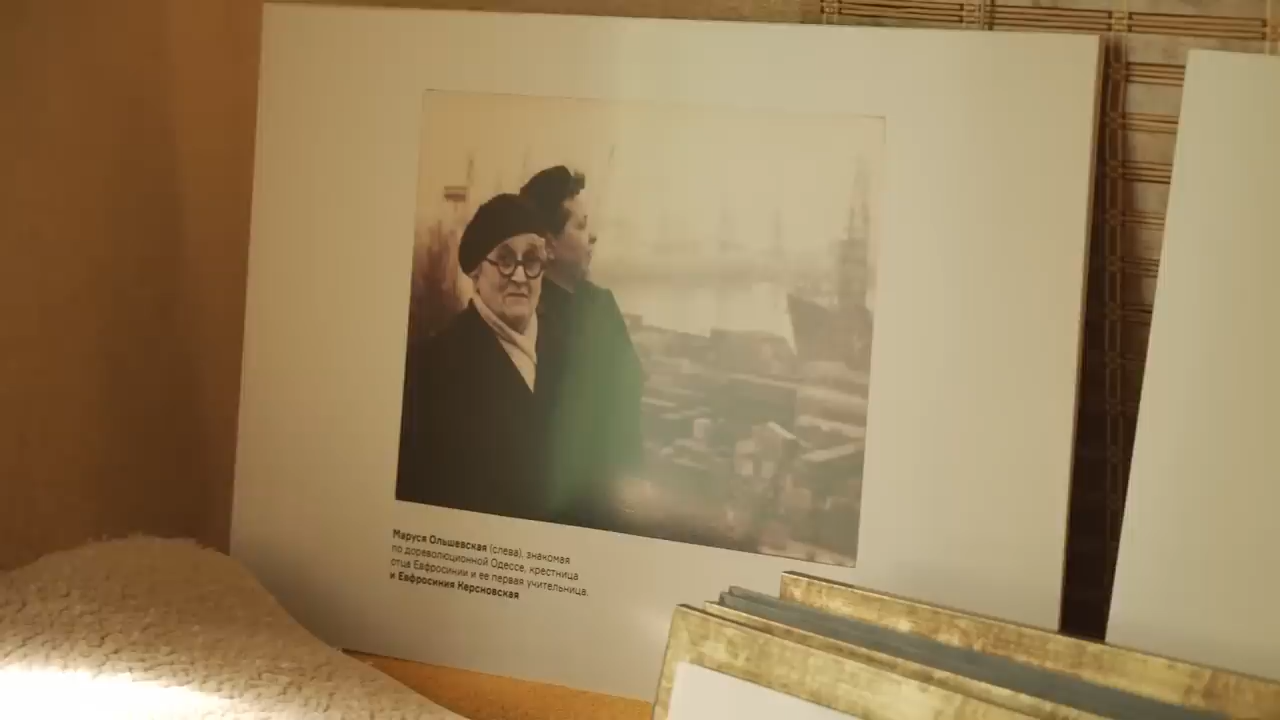 Маруся Ольшевская (слева), знакомая
по дореволюционной Одессе, крестница
отца Евфросинии и ее первая учительница,
и Евфросиния Керсновская